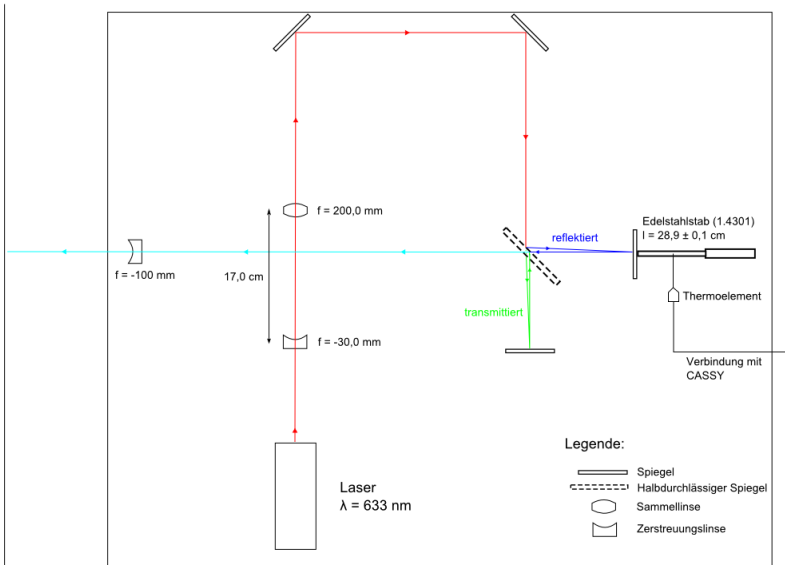 f = 200,0 mm
Edelstahlstab (1.4301)
l = 28,9 ± 0,1 cm
reflektiert
f = -100 mm
17,0 cm
Thermoelement
transmittiert
f = -30,0 mm
Verbindung mit
CASSY
Legende:
Spiegel
Halbdurchlässiger Spiegel
Sammellinse
Zerstreuungslinse
Laser
λ = 633 nm